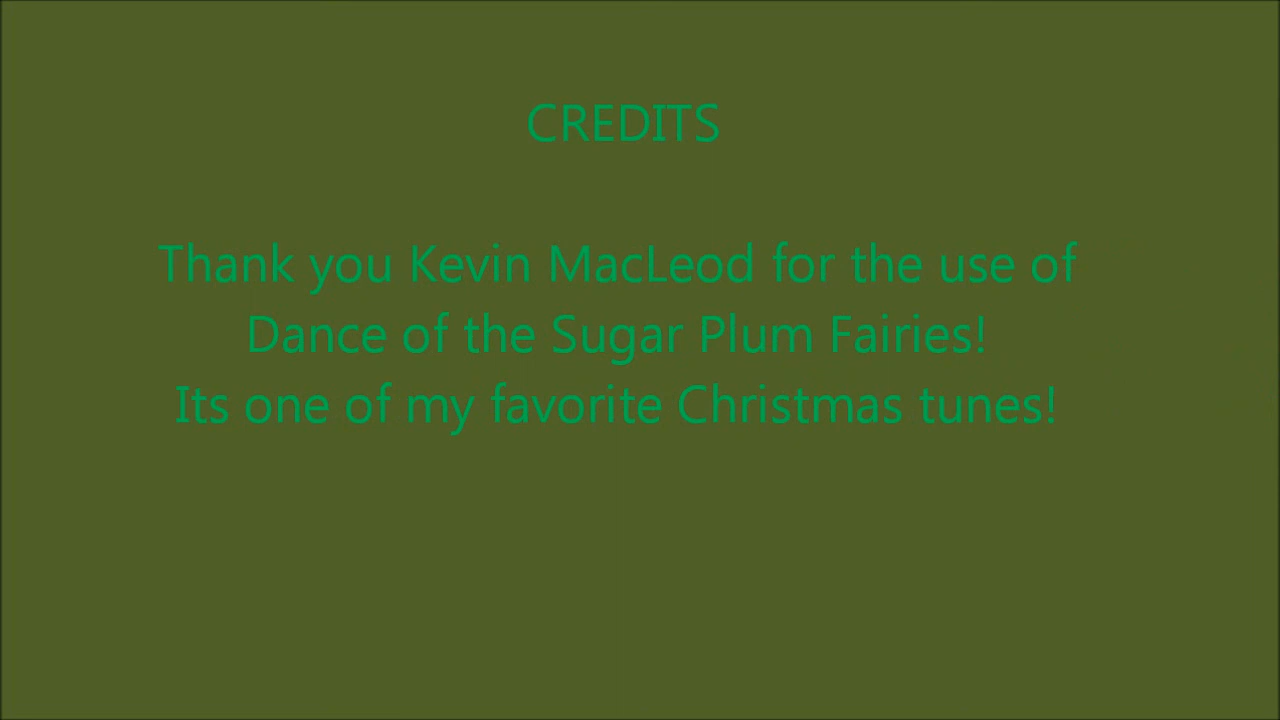 CREDITS
Thank you Kevin MacLeod for the use of
Dance of the Sugar Plum Fairies!
Its one of my favorite Christmas tunes!